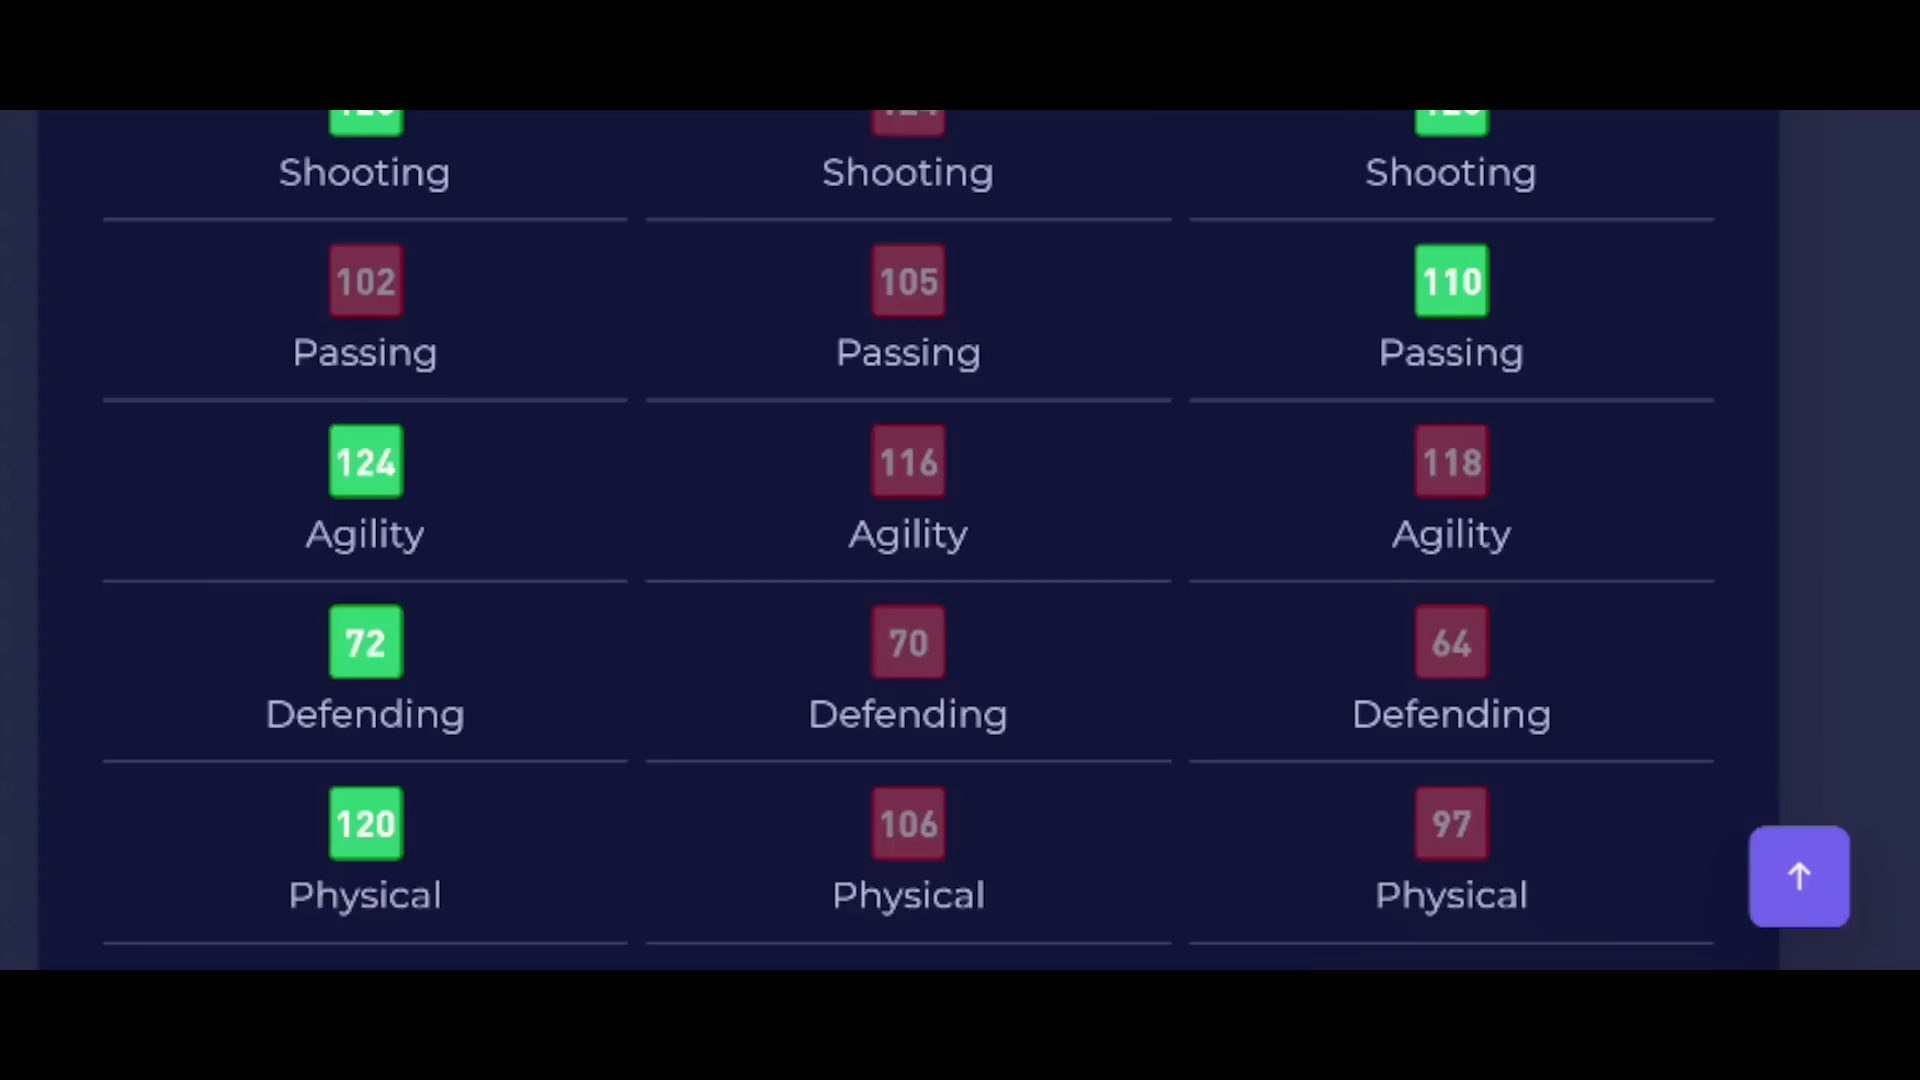 Shooting Shooting Shooting
102 105 110
Passing Passing Passing
124 116 118
Agility Agility Agility
72 70 64
Defending Defending Defending
120 106 97
Physical Physical Physical